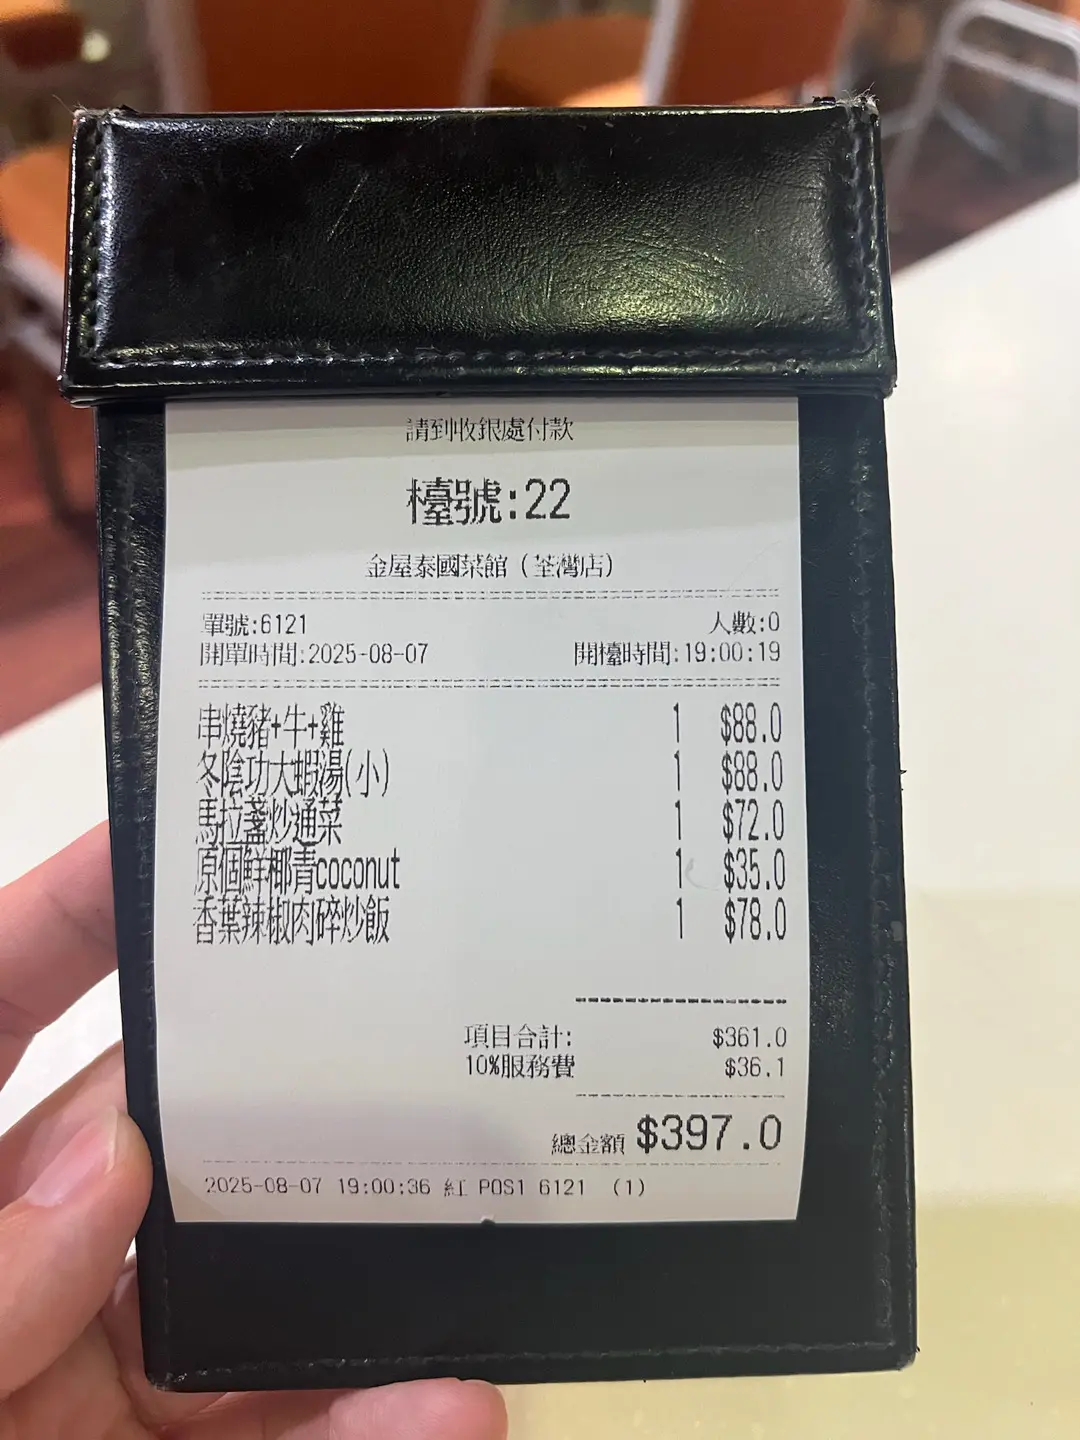 請到收銀處付款
檯號:22
金屋泰國菜館（荃灣店）
單號:6121 人數:0
開單時間:2025-08-07 開檯時間:19:00:19
串燒豬+牛+雞 1 $88.0
冬陰功大蝦湯(小) 1 $88.0
馬拉盞炒通菜 1 $72.0
原個鮮椰青coconut 1 $35.0
香葉辣椒肉碎炒飯 1 $78.0
項目合計: $361.0
10%服務費 $36.1
總金額 $397.0
2025-08-07 19:00:36 紅 POS1 6121 (1)